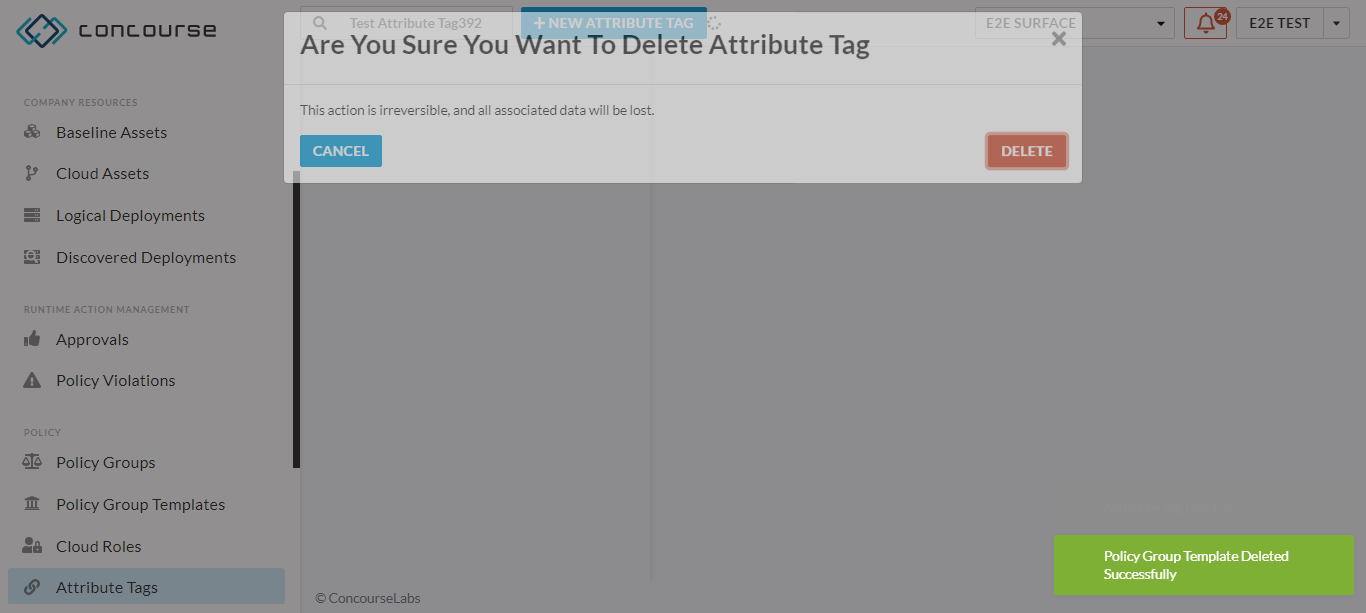 concourse
Test Attribute Tag392
NEW ATTRIBUTE TAG
E2E SURFACE
24
E2E TEST
Are You Sure You Want To Delete Attribute Tag
This action is irreversible, and all associated data will be lost.
CANCEL
DELETE
COMPANY RESOURCES
Baseline Assets
Cloud Assets
Logical Deployments
Discovered Deployments
RUNTIME ACTION MANAGEMENT
Approvals
Policy Violations
POLICY
Policy Groups
Policy Group Templates
Cloud Roles
Attribute Tags
Policy Group Template Deleted
Successfully
© ConcourseLabs